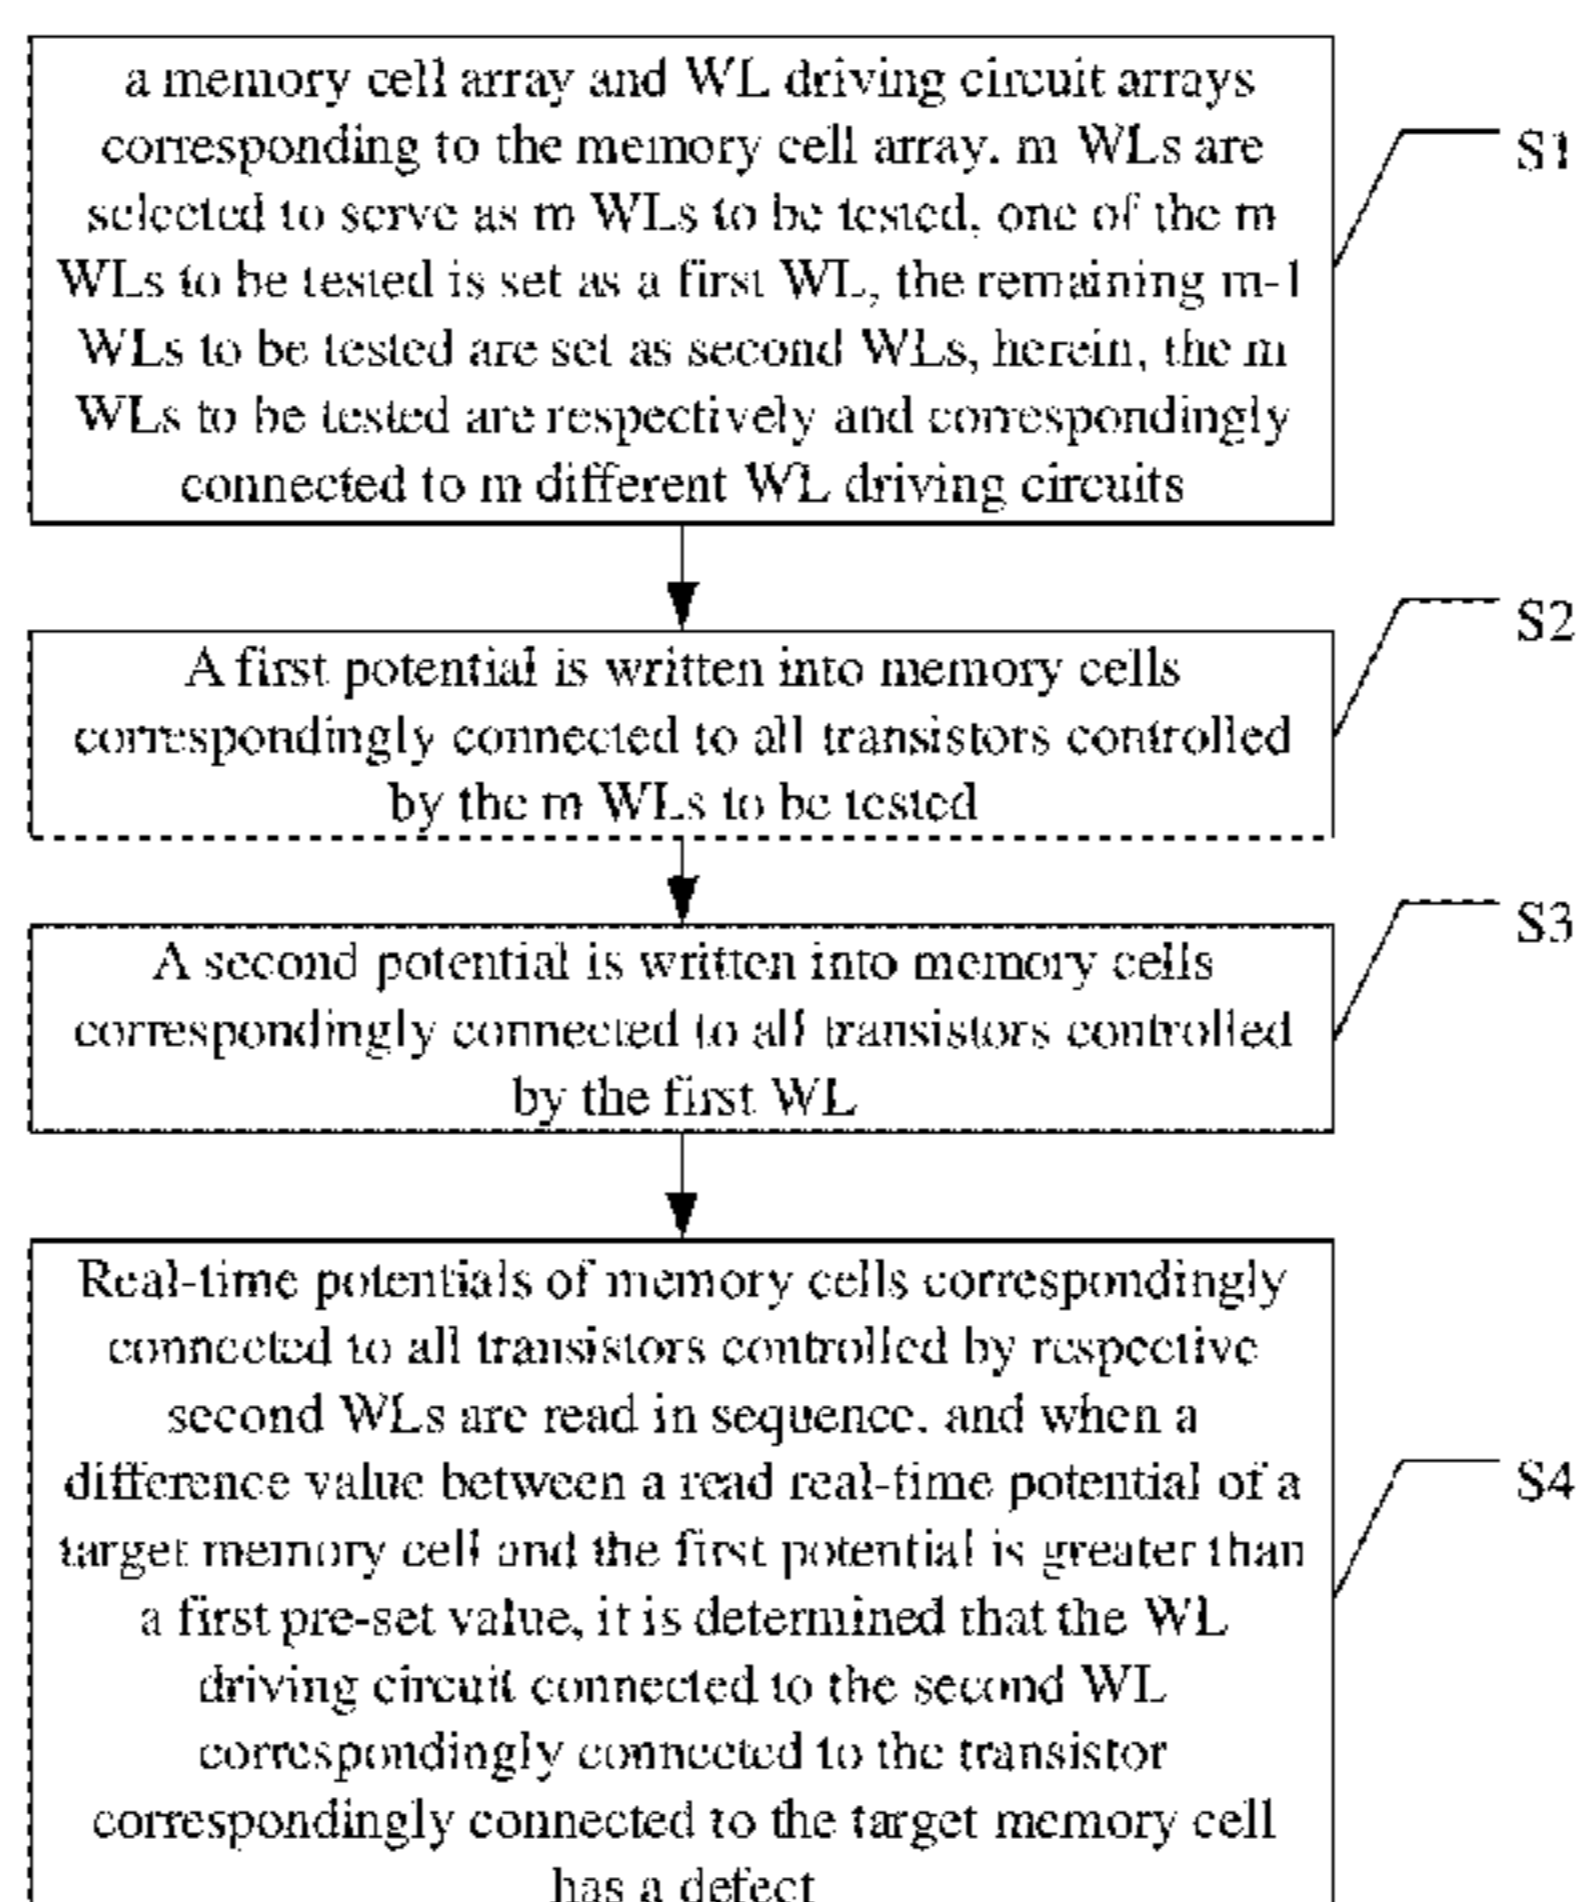 a memory cell array and WL driving circuit arrays
corresponding to the memory cell array. m WLs are
selected to serve as m WLs to be tested, one of the m
WLs to be tested is set as a first WL, the remaining m-1
WLs to be tested are set as second WLs, herein, the m
WLs to be tested are respectively and correspondingly
connected to m different WL driving circuits
S1
A first potential is written into memory cells
correspondingly connected to all transistors controlled
by the m WLs to be tested
S2
A second potential is written into memory cells
correspondingly connected to all transistors controlled
by the first WL
S3
Real-time potentials of memory cells correspondingly
connected to all transistors controlled by respective
second WLs are read in sequence. and when a
difference value between a read real-time potential of a
target memory cell and the first potential is greater than
a first pre-set value, it is determined that the WL
driving circuit connected to the second WL
correspondingly connected to the transistor
correspondingly connected to the target memory cell
has a defect
S4